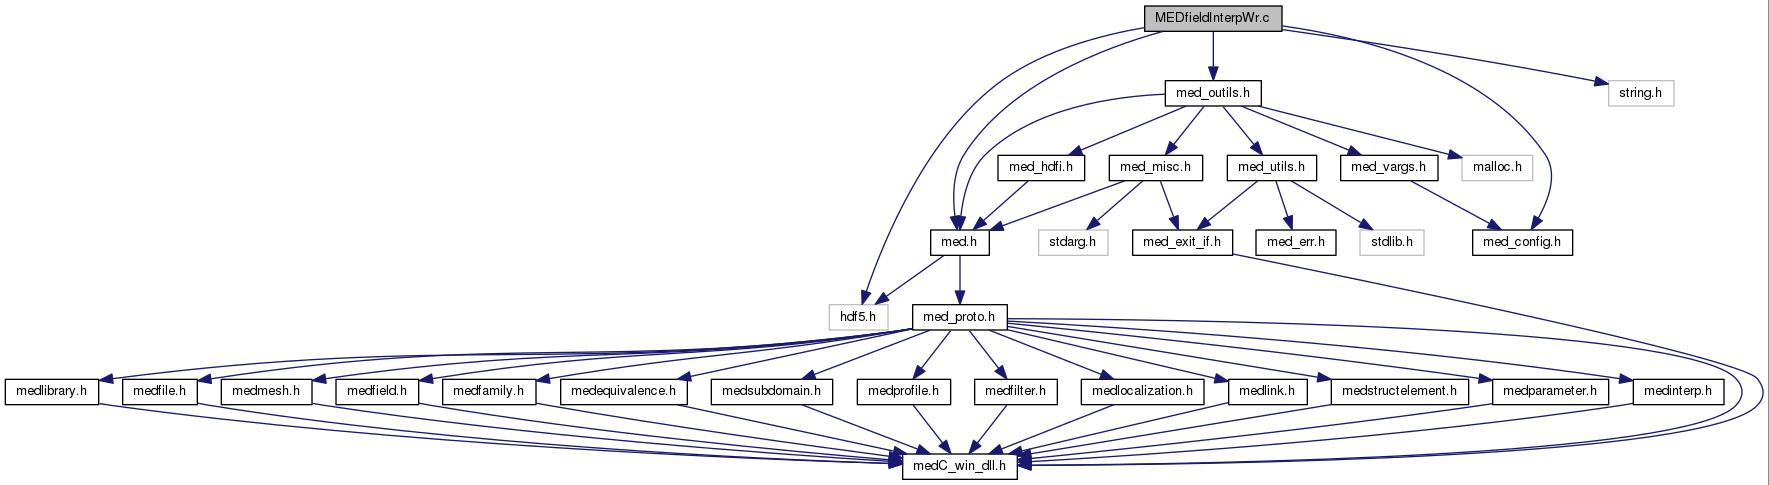 MEDfieldInterpWr.c
med_outils.h
string.h
med_hdfi.h
med_misc.h
med_utils.h
med_vargs.h
malloc.h
med.h
stdarg.h
med_exit_if.h
med_err.h
stdlib.h
med_config.h
hdf5.h
med_proto.h
medlibrary.h
medfile.h
medmesh.h
medfield.h
medfamily.h
medequivalence.h
medsubdomain.h
medprofile.h
medfilter.h
medlocalization.h
medlink.h
medstructelement.h
medparameter.h
medinterp.h
medC_win_dll.h